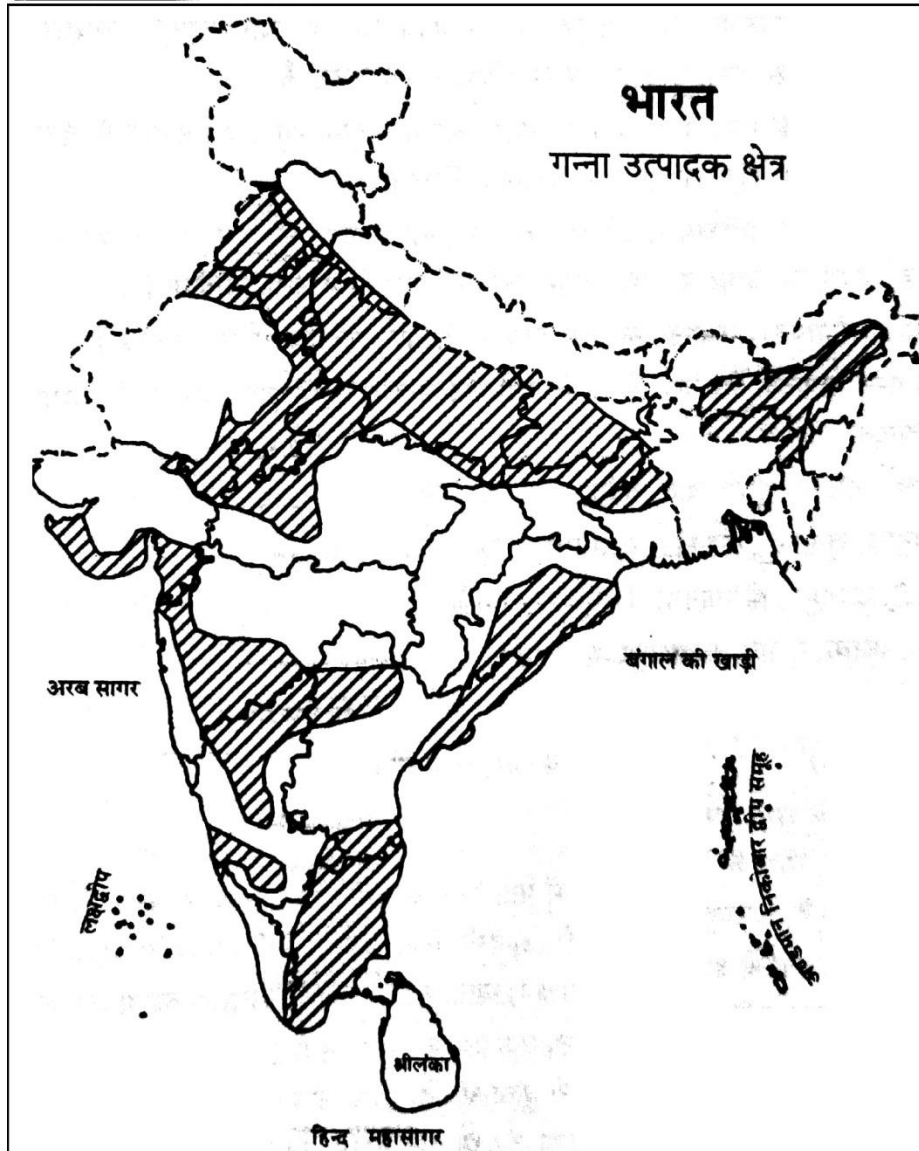 भारत
गन्ना उत्पादक क्षेत्र
अरब सागर
बंगाल की खाड़ी
लक्षद्वीप
अण्डमान निकोबार द्वीप समूह
श्रीलंका
हिन्द महासागर